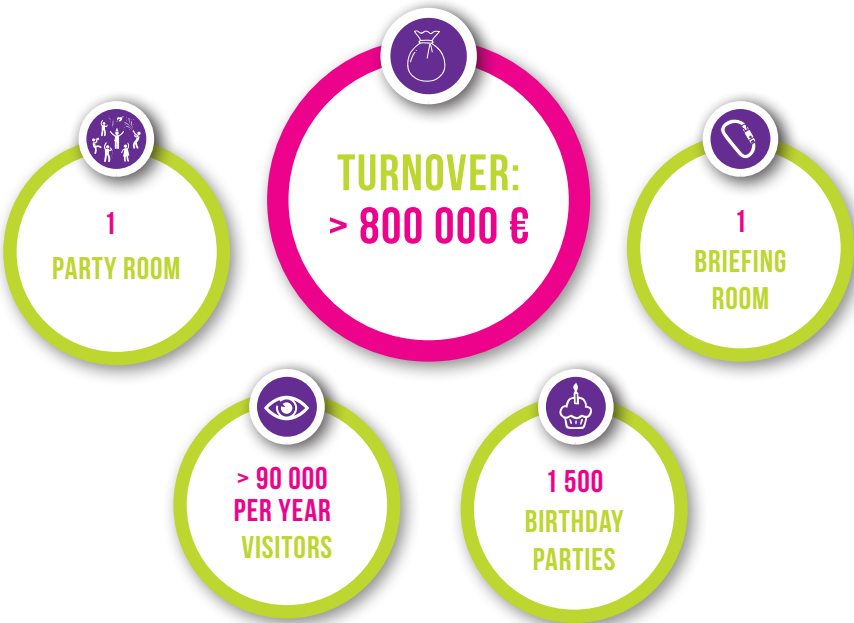 TURNOVER:
> 800 000 €
1
PARTY ROOM
1
BRIEFING
ROOM
> 90 000
PER YEAR
VISITORS
1 500
BIRTHDAY
PARTIES